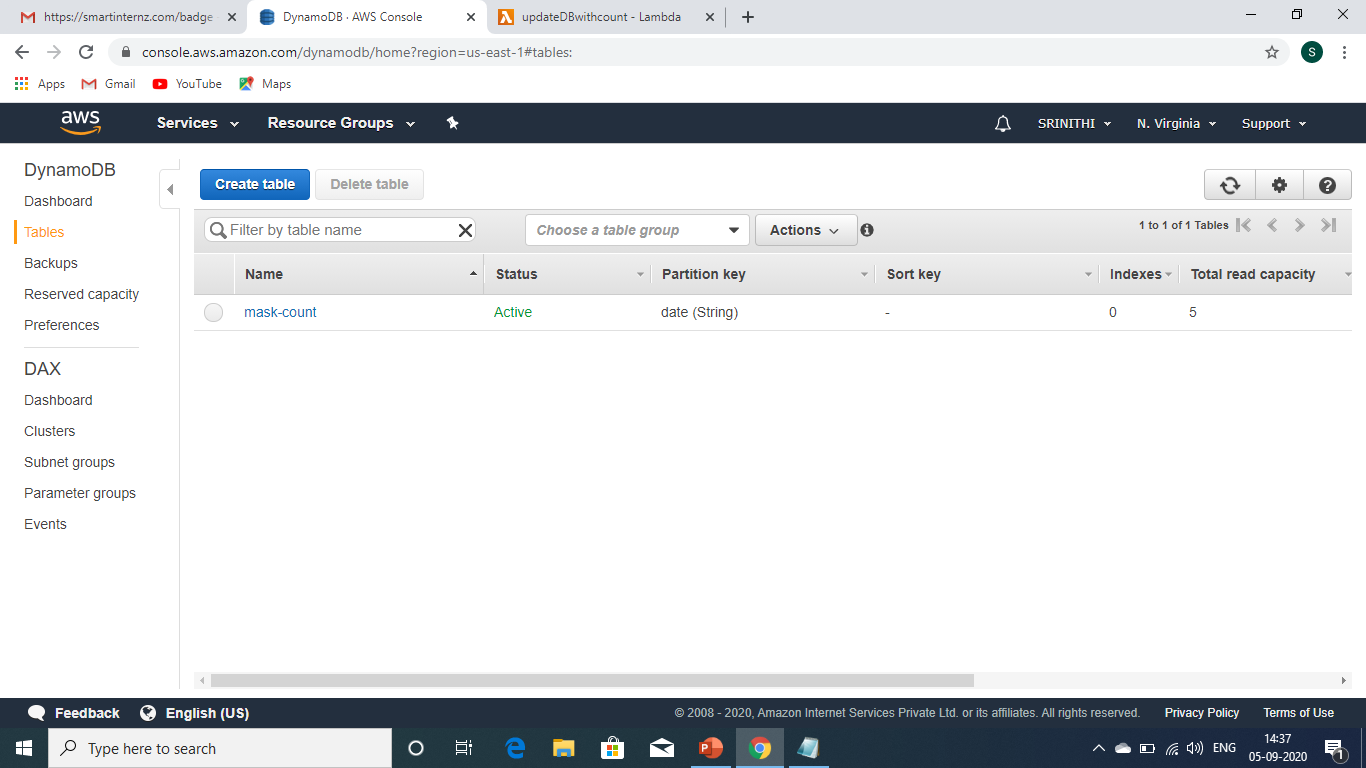 https://smartinternz.com/badge
DynamoDB · AWS Console
updateDBwithcount - Lambda
console.aws.amazon.com/dynamodb/home?region=us-east-1#tables:
S
Apps Gmail YouTube Maps
aws Services Resource Groups SRINITHI N. Virginia Support
DynamoDB
Dashboard
Tables
Backups
Reserved capacity
Preferences
DAX
Dashboard
Clusters
Subnet groups
Parameter groups
Events
Create table Delete table
Filter by table name Choose a table group Actions 1 to 1 of 1 Tables
Name Status Partition key Sort key Indexes Total read capacity
mask-count Active date (String) - 0 5
Feedback English (US) © 2008 - 2020, Amazon Internet Services Private Ltd. or its affiliates. All rights reserved. Privacy Policy Terms of Use
Type here to search
ENG
14:37
05-09-2020
1